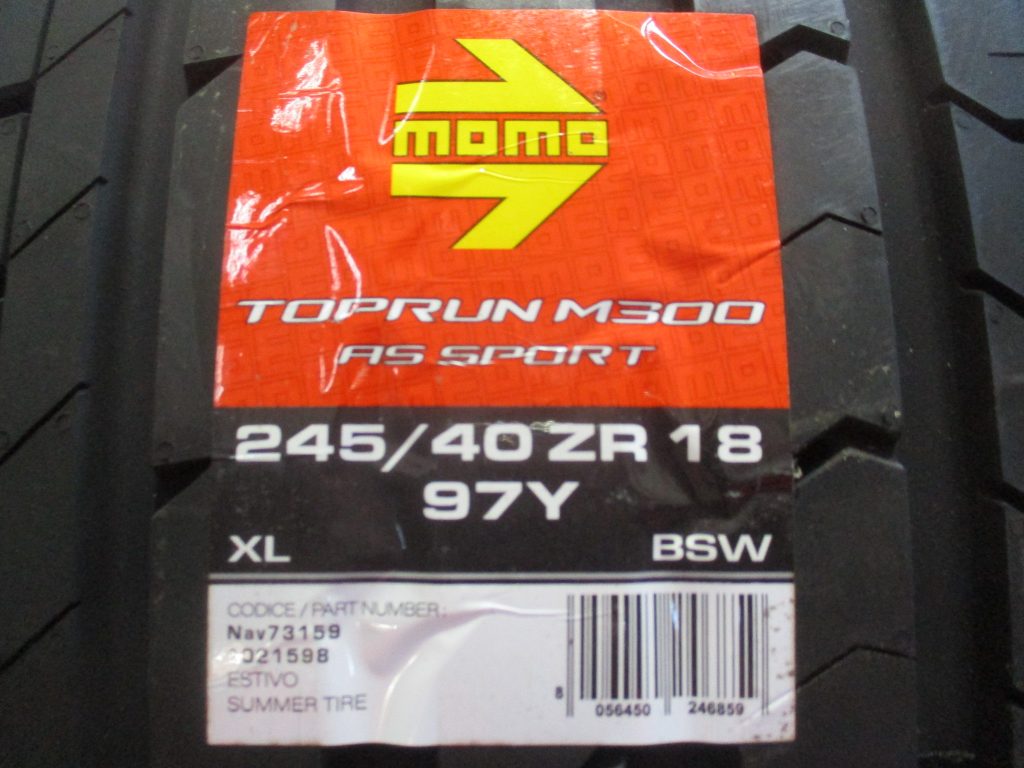 momo
TOPRUN M300
AS SPORT
245/40 ZR 18
97Y
XL BSW
CODICE / PART NUMBER :
Nav73159
ESTIVO
SUMMER TIRE
8 056450 246859